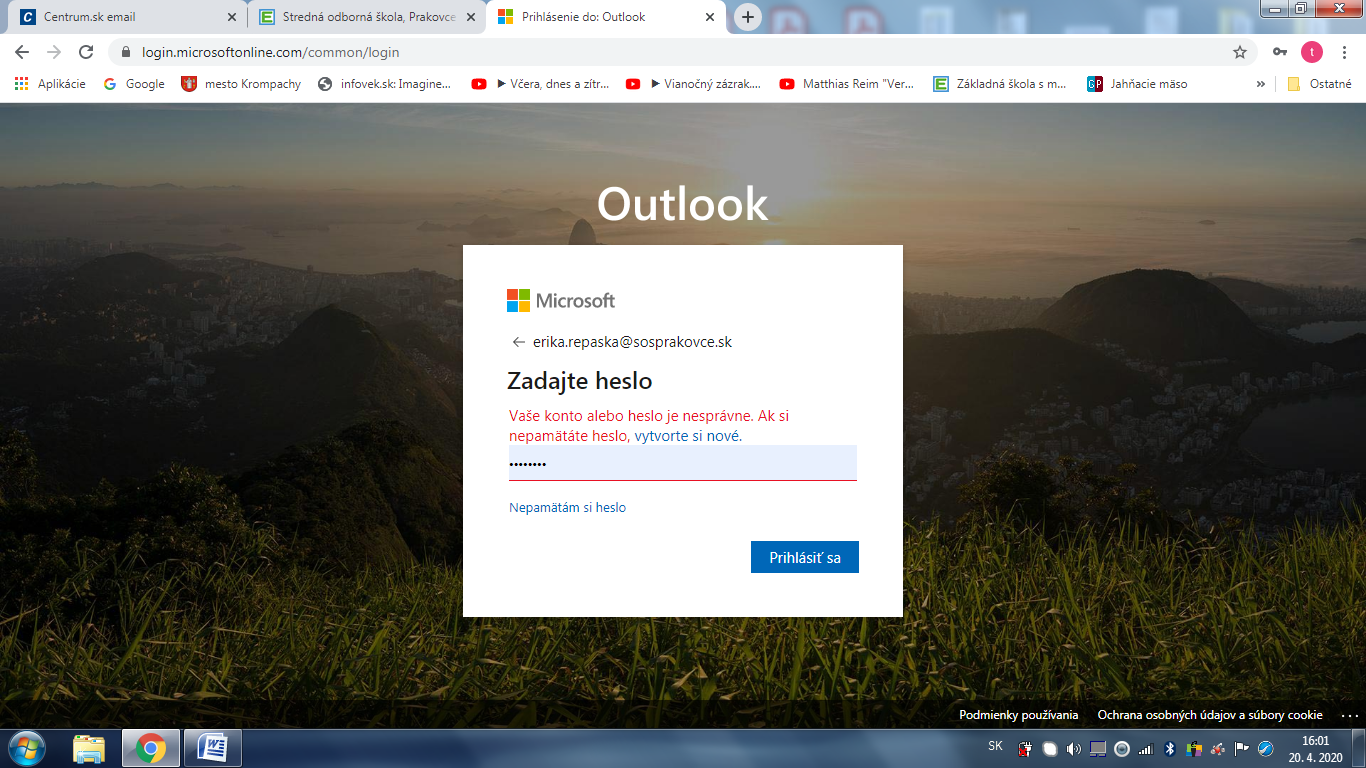 Centrum.sk email
Stredná odborná škola, Prakovce
Prihlásenie do: Outlook
login.microsoftonline.com/common/login
t
Aplikácie
Google
mesto Krompachy
infovek.sk: Imagine...
Včera, dnes a zítr...
Vianočný zázrak....
Matthias Reim "Ver...
Základná škola s m...
Jahňacie mäso
»
Ostatné
Outlook
Microsoft
erika.repaska@sosprakovce.sk
Zadajte heslo
Vaše konto alebo heslo je nesprávne. Ak si
nepamätáte heslo, vytvorte si nové.
••••••••
Nepamätám si heslo
Prihlásiť sa
Podmienky používania
Ochrana osobných údajov a súbory cookie
...
SK
16:01
20. 4. 2020